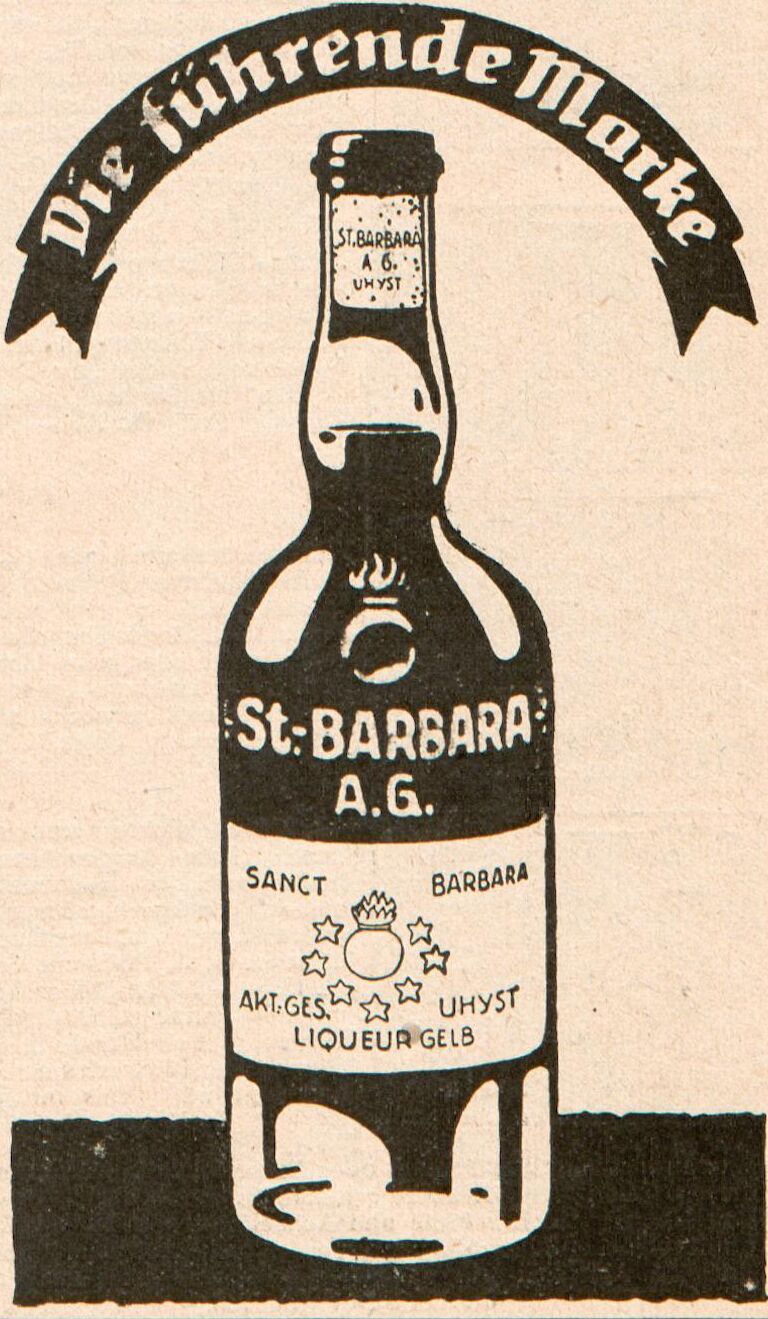 Die führende Marke
ST. BARBARA
A G.
UHYST
St.-BARBARA
A.G.
SANCT BARBARA
AKT.-GES. UHYST
LIQUEUR GELB